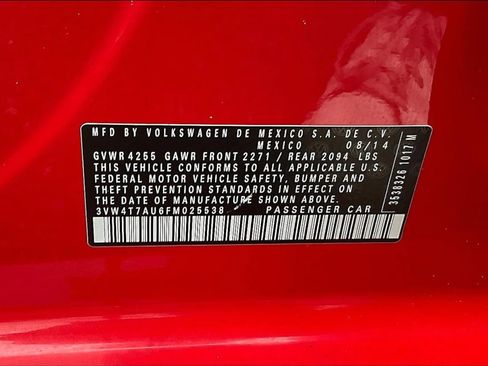 MFD. BY VOLKSWAGEN DE MEXICO S.A. DE C.V.
MEXICO 08/14
GVWR 4255 GAWR FRONT 2271 / REAR 2094 LBS
THIS VEHICLE CONFORMS TO ALL APPLICABLE U.S.
FEDERAL MOTOR VEHICLE SAFETY, BUMPER AND
THEFT PREVENTION STANDARDS IN EFFECT ON
THE DATE OF MANUFACTURE SHOWN ABOVE.
3VW4T7AU6FM025538 PASSENGER CAR
3538326 1017 M